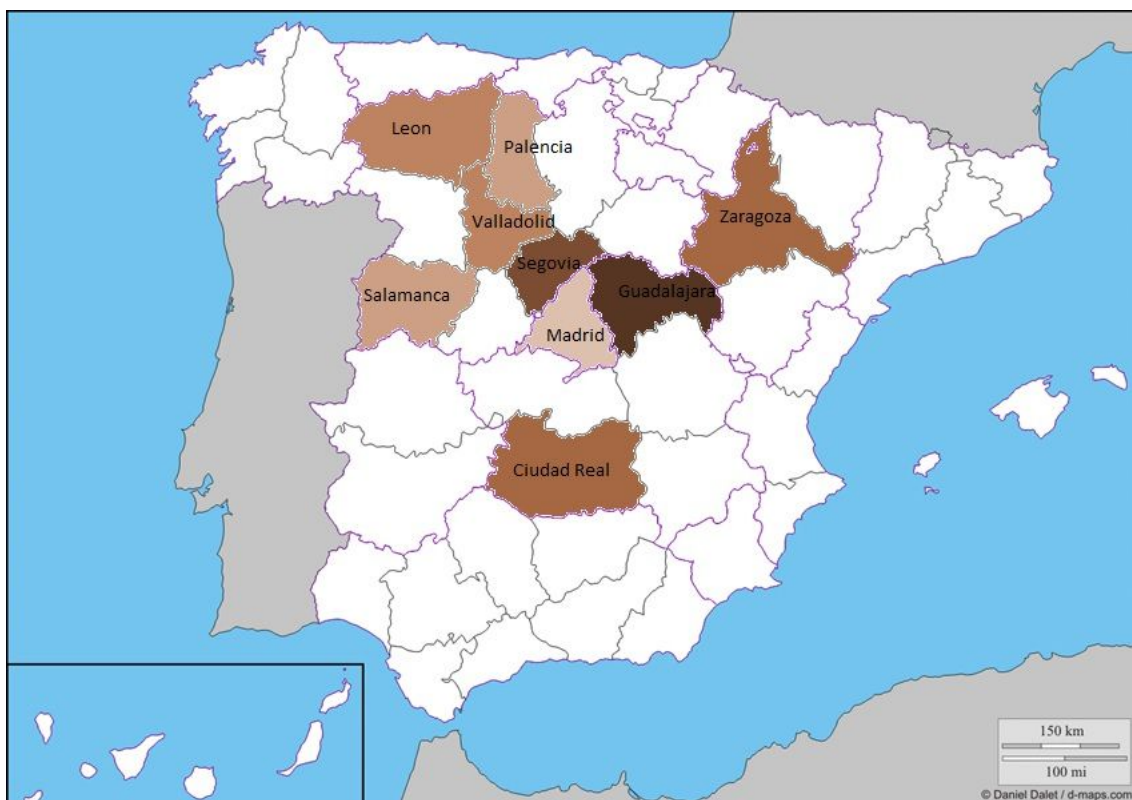 Leon
Palencia
Zaragoza
Valladolid
Segovia
Guadalajara
Salamanca
Madrid
Ciudad Real
150 km
100 mi
© Daniel Dalet / d-maps.com